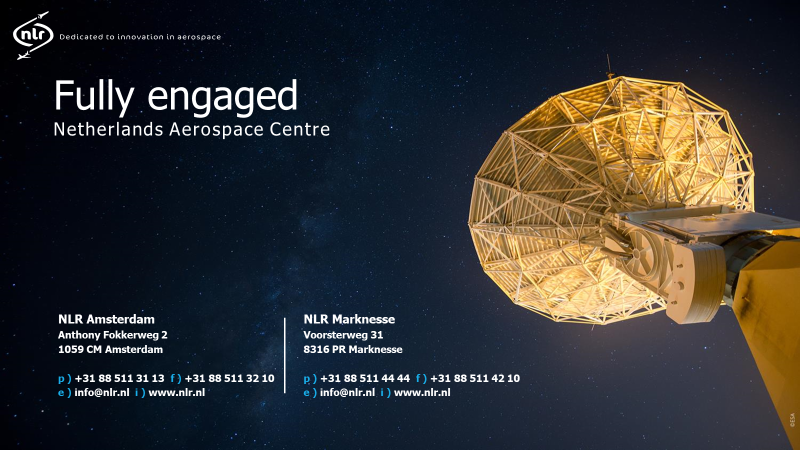 nlr Dedicated to innovation in aerospace
Fully engaged
Netherlands Aerospace Centre
NLR Amsterdam
Anthony Fokkerweg 2
1059 CM Amsterdam
p ) +31 88 511 31 13 f ) +31 88 511 32 10
e ) info@nlr.nl i ) www.nlr.nl
NLR Marknesse
Voorsterweg 31
8316 PR Marknesse
p ) +31 88 511 44 44 f ) +31 88 511 42 10
e ) info@nlr.nl i ) www.nlr.nl
©ESA